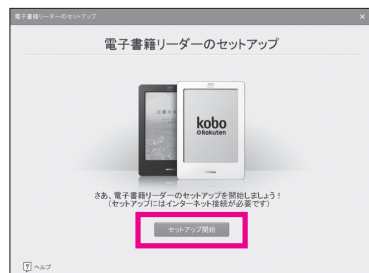 電子書籍リーダーのセットアップ
電子書籍リーダーのセットアップ
kobo
Rakuten
さあ、電子書籍リーダーのセットアップを開始しましょう!
(セットアップにはインターネット接続が必要です)
セットアップ開始
? ヘルプ